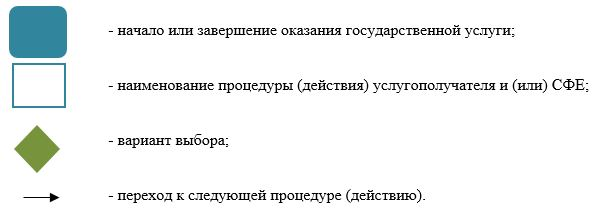 - начало или завершение оказания государственной услуги;
- наименование процедуры (действия) услугополучателя и (или) СФЕ;
- вариант выбора;
- переход к следующей процедуре (действию).